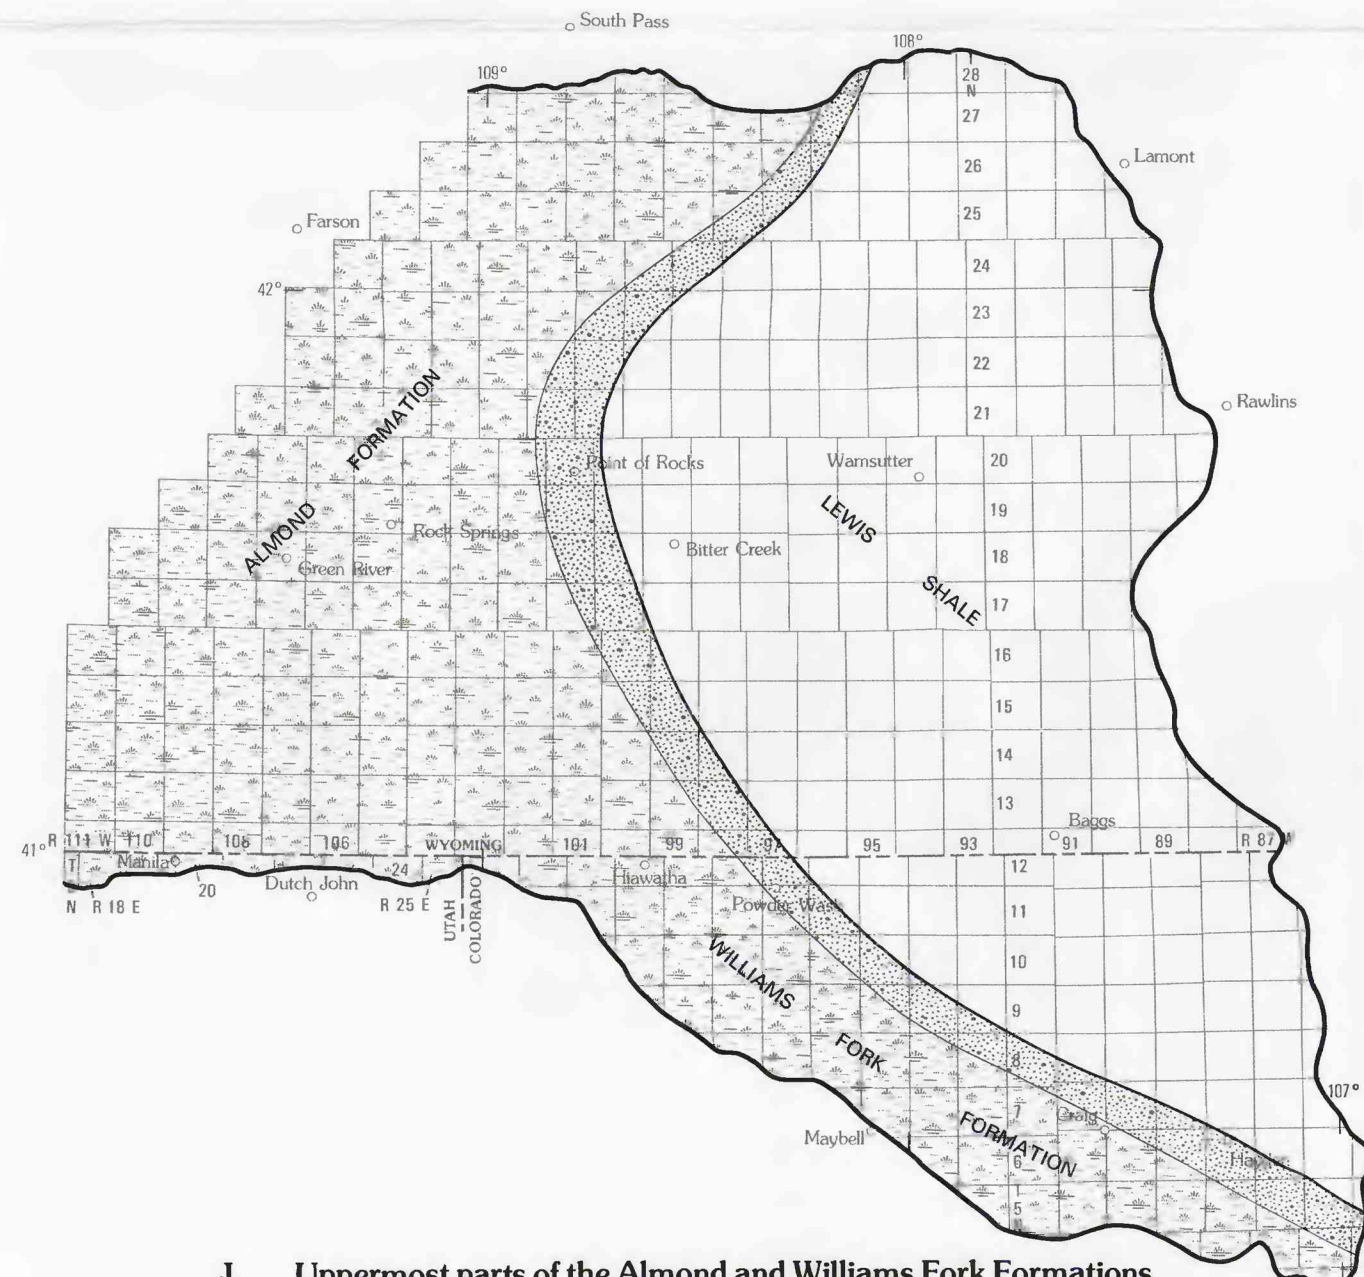 South Pass
108°
109°
28
N
27
Lamont
26
25
Farson
24
42°
23
22
21
Rawlins
ALMOND FORMATION
Point of Rocks
Wamsutter
20
LEWIS SHALE
19
Rock Springs
Bitter Creek
18
Green River
17
16
15
14
13
Baggs
41°
R 111 W 110 108 106 WYOMING 101 99 97 95 93 91 89 R 87 W
T Manila 24 Hiawatha 12
20 Dutch John
N R 18 E R 25 E UTAH COLORADO
Powder Wash 11
WILLIAMS FORK FORMATION
10
9
8
107°
7 Craig
Maybell
6 Hayden
T
5
N
J. Uppermost parts of the Almond and Williams Fork Formations